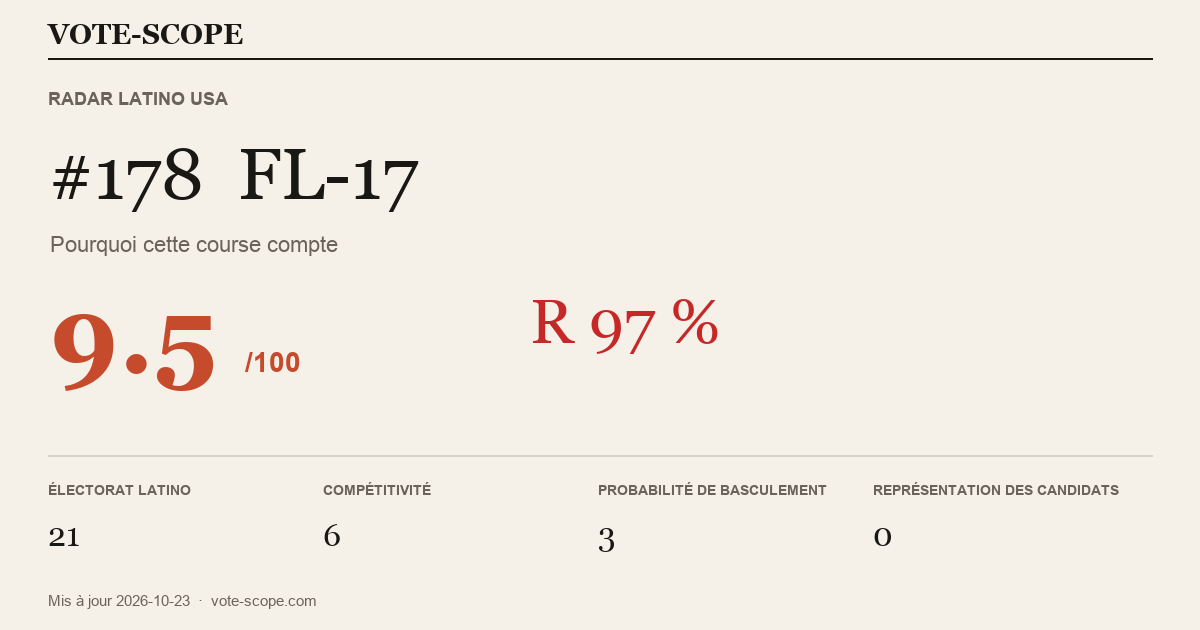 VOTE-SCOPE
RADAR LATINO USA
#178 FL-17
Pourquoi cette course compte
9.5 /100
R 97 %
ÉLECTORAT LATINO
21
COMPÉTITIVITÉ
6
PROBABILITÉ DE BASCULEMENT
3
REPRÉSENTATION DES CANDIDATS
0
Mis à jour 2026-10-23 · vote-scope.com